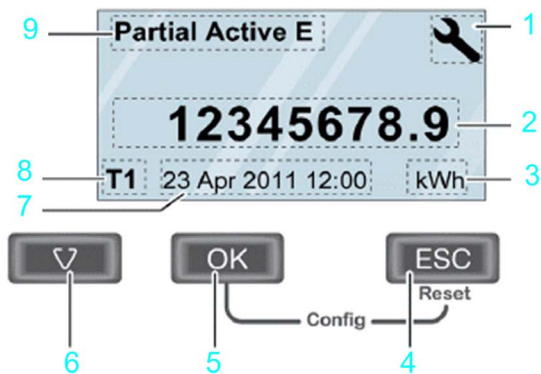 9
Partial Active E
1
12345678.9
2
8
T1
23 Apr 2011 12:00
kWh
3
7
OK
ESC
Reset
Config
6
5
4